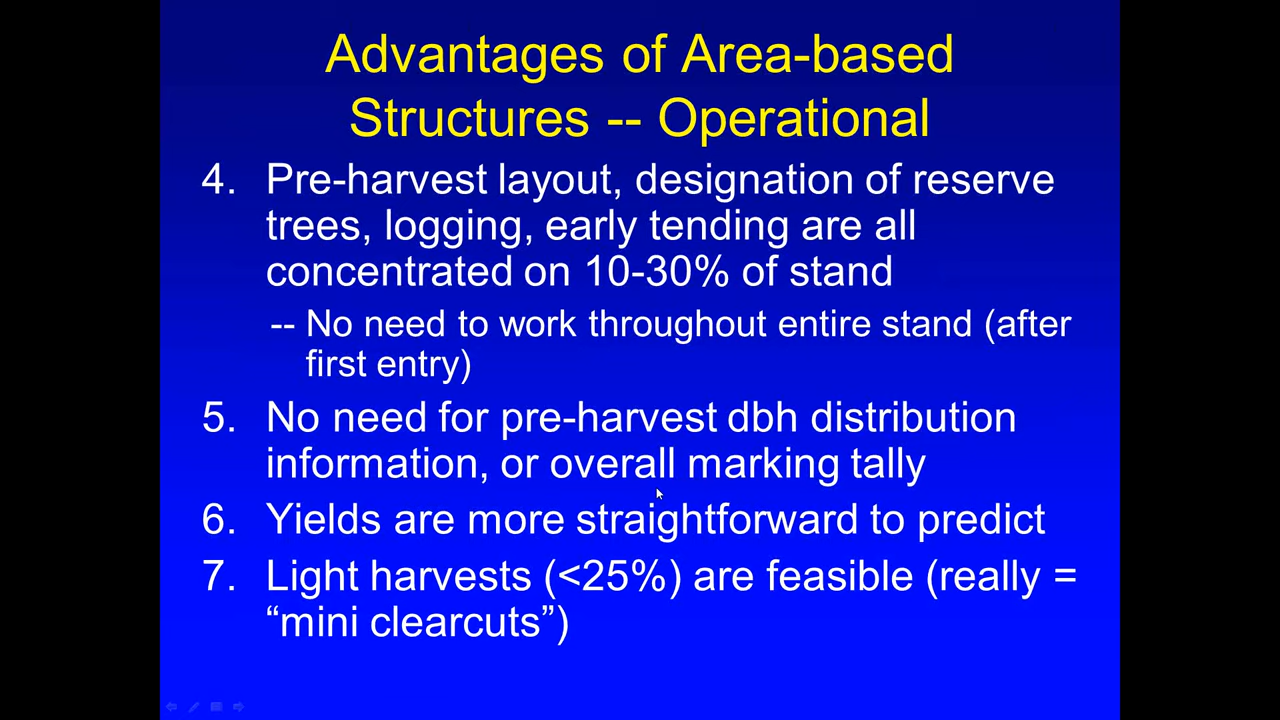 Advantages of Area-based
Structures -- Operational
4. Pre-harvest layout, designation of reserve
trees, logging, early tending are all
concentrated on 10-30% of stand
-- No need to work throughout entire stand (after
first entry)
5. No need for pre-harvest dbh distribution
information, or overall marking tally
6. Yields are more straightforward to predict
7. Light harvests (<25%) are feasible (really =
“mini clearcuts”)